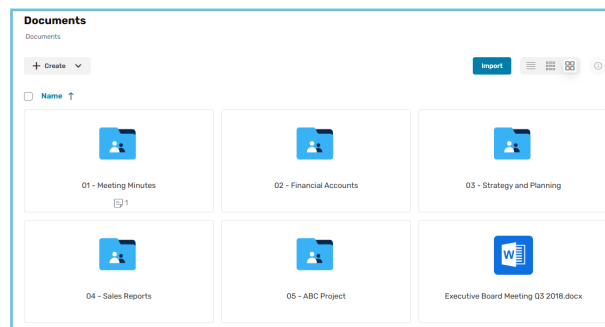 Documents
Documents
+ Create
Import
Name ↑
01 - Meeting Minutes
1
02 - Financial Accounts
03 - Strategy and Planning
04 - Sales Reports
05 - ABC Project
W
Executive Board Meeting Q3 2018.docx